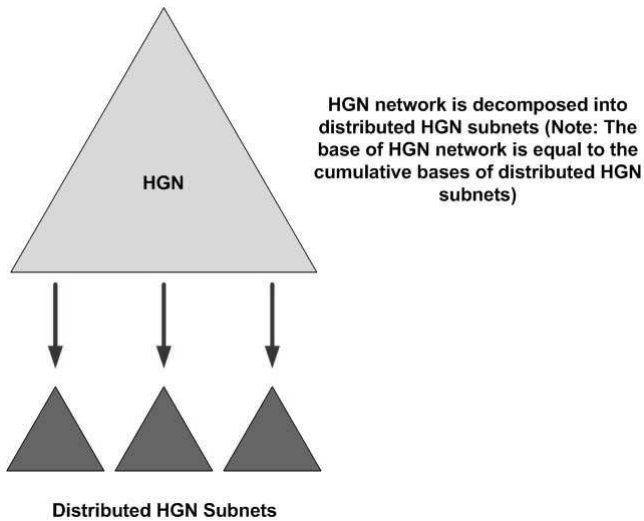 HGN network is decomposed into
distributed HGN subnets (Note: The
base of HGN network is equal to the
cumulative bases of distributed HGN
subnets)
HGN
Distributed HGN Subnets